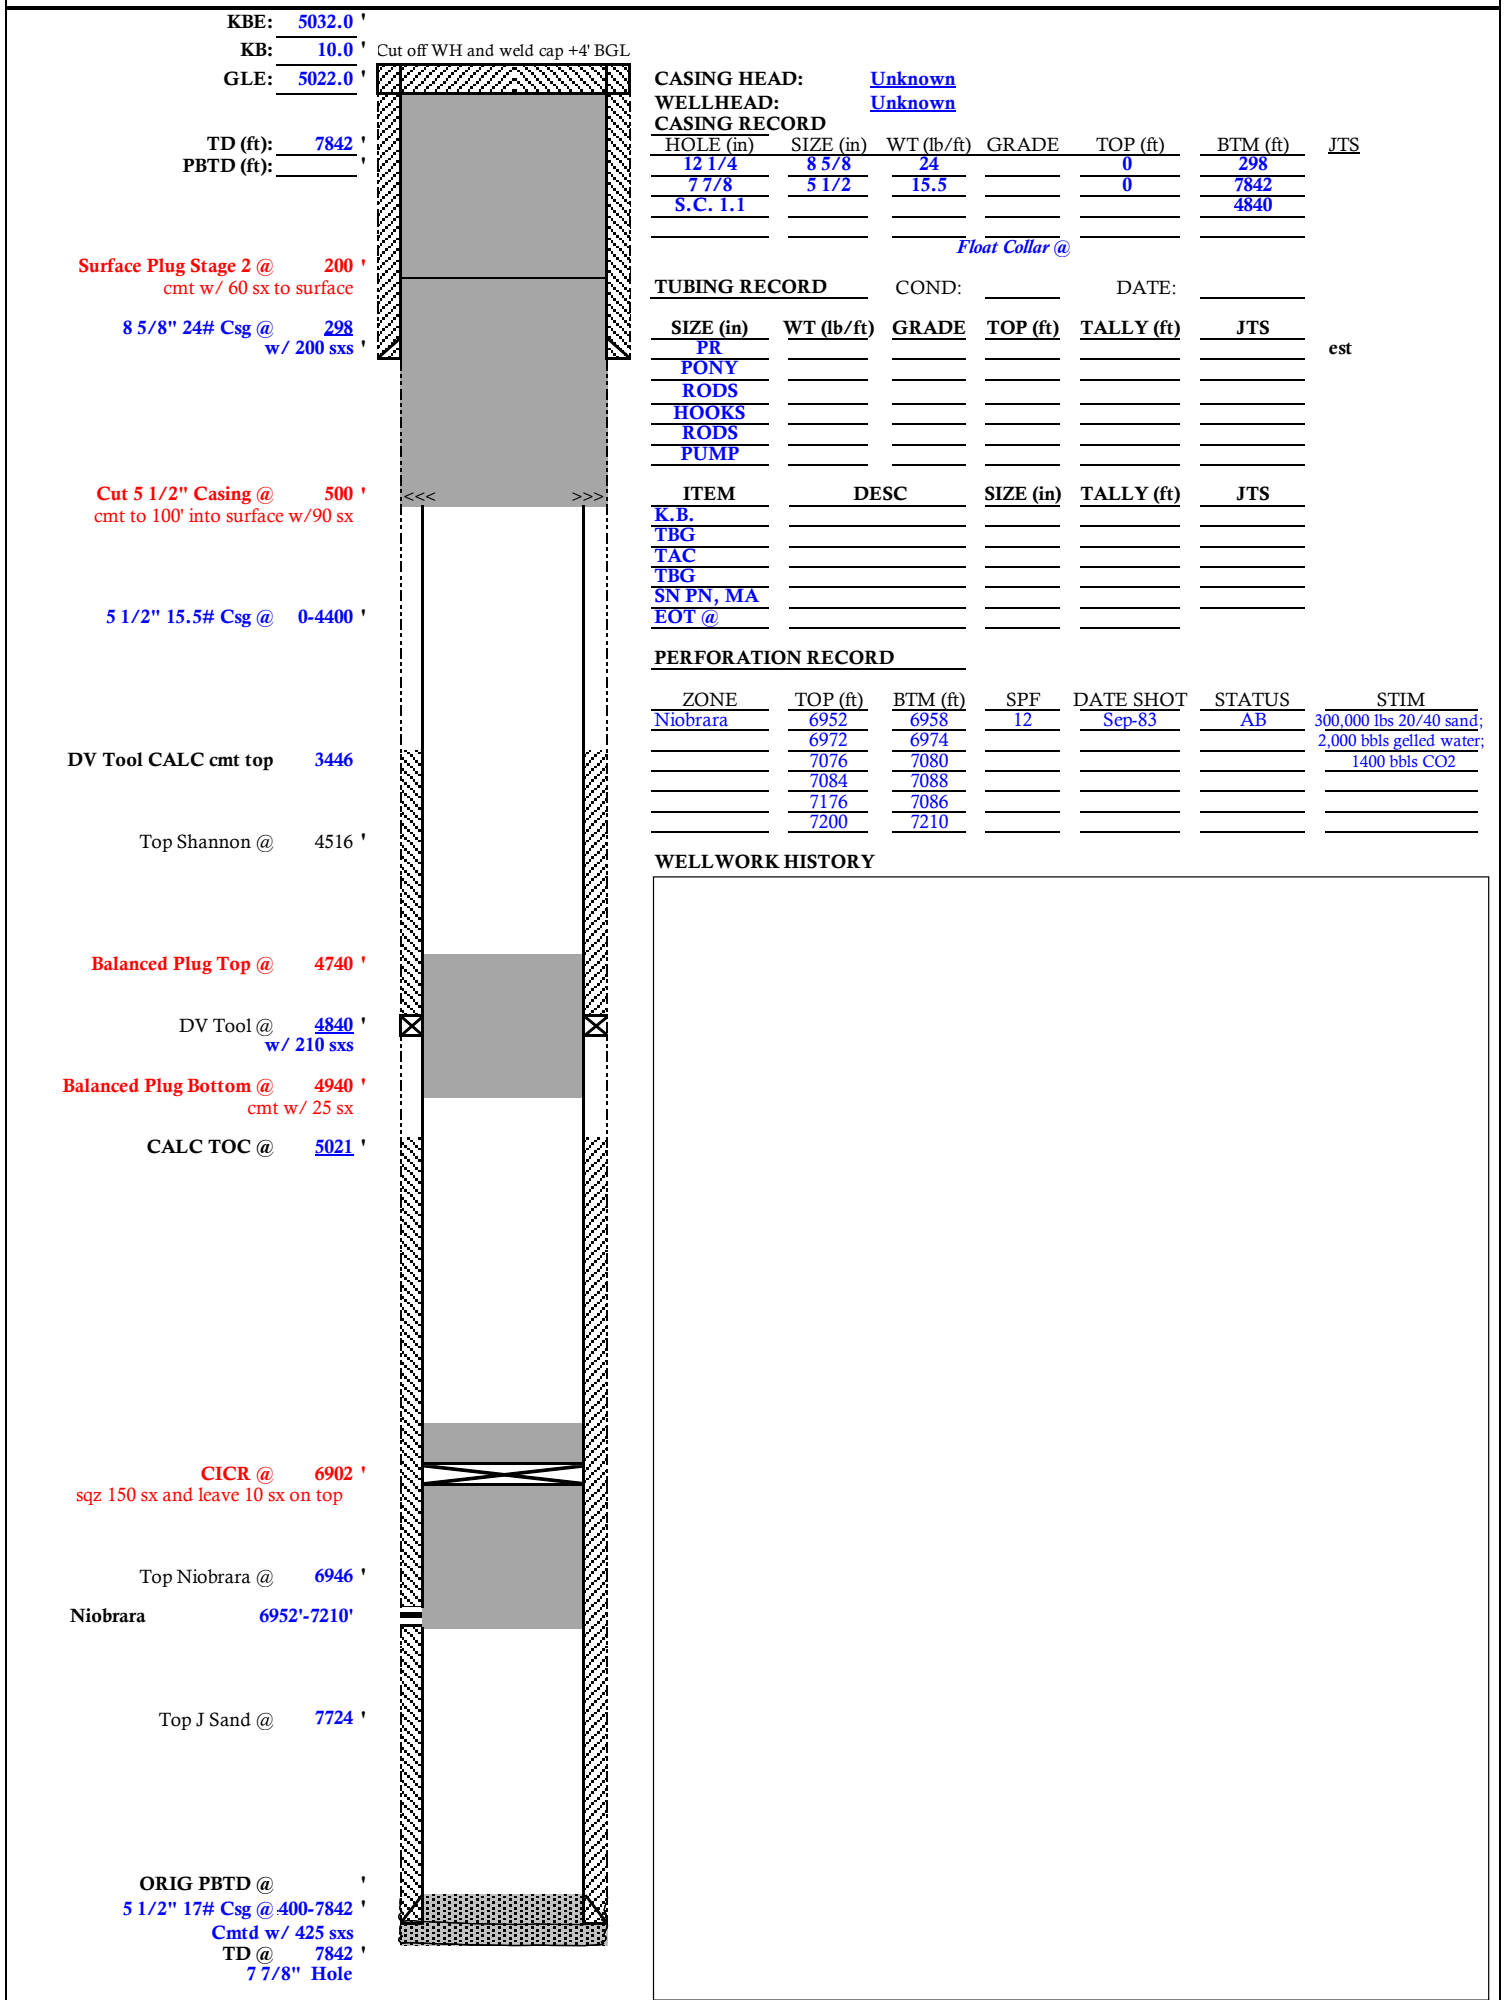 KBE: 5032.0 '
KB: 10.0 ' Cut off WH and weld cap +4' BGL
GLE: 5022.0 '
CASING HEAD: Unknown
WELLHEAD: Unknown
CASING RECORD
TD (ft): 7842 '
PBTD (ft): '
HOLE (in) SIZE (in) WT (lb/ft) GRADE TOP (ft) BTM (ft) JTS
12 1/4 8 5/8 24 0 298
7 7/8 5 1/2 15.5 0 7842
S.C. 1.1 4840
Float Collar @
Surface Plug Stage 2 @ 200 '
cmt w/ 60 sx to surface
TUBING RECORD COND: DATE:
8 5/8" 24# Csg @ 298
w/ 200 sxs '
SIZE (in) WT (lb/ft) GRADE TOP (ft) TALLY (ft) JTS
PR est
PONY
RODS
HOOKS
RODS
PUMP
Cut 5 1/2" Casing @ 500 ' <<< >>>
cmt to 100' into surface w/90 sx
ITEM DESC SIZE (in) TALLY (ft) JTS
K.B.
TBG
TAC
TBG
SN PN, MA
EOT @
5 1/2" 15.5# Csg @ 0-4400 '
PERFORATION RECORD
ZONE TOP (ft) BTM (ft) SPF DATE SHOT STATUS STIM
Niobrara 6952 6958 12 Sep-83 AB 300,000 lbs 20/40 sand;
6972 6974 2,000 bbls gelled water;
7076 7080 1400 bbls CO2
7084 7088
7176 7086
7200 7210
DV Tool CALC cmt top 3446
Top Shannon @ 4516 '
WELLWORK HISTORY
Balanced Plug Top @ 4740 '
DV Tool @ 4840 '
w/ 210 sxs
Balanced Plug Bottom @ 4940 '
cmt w/ 25 sx
CALC TOC @ 5021 '
CICR @ 6902 '
sqz 150 sx and leave 10 sx on top
Top Niobrara @ 6946 '
Niobrara 6952'-7210'
Top J Sand @ 7724 '
ORIG PBTD @ '
5 1/2" 17# Csg @ 400-7842 '
Cmtd w/ 425 sxs
TD @ 7842 '
7 7/8" Hole